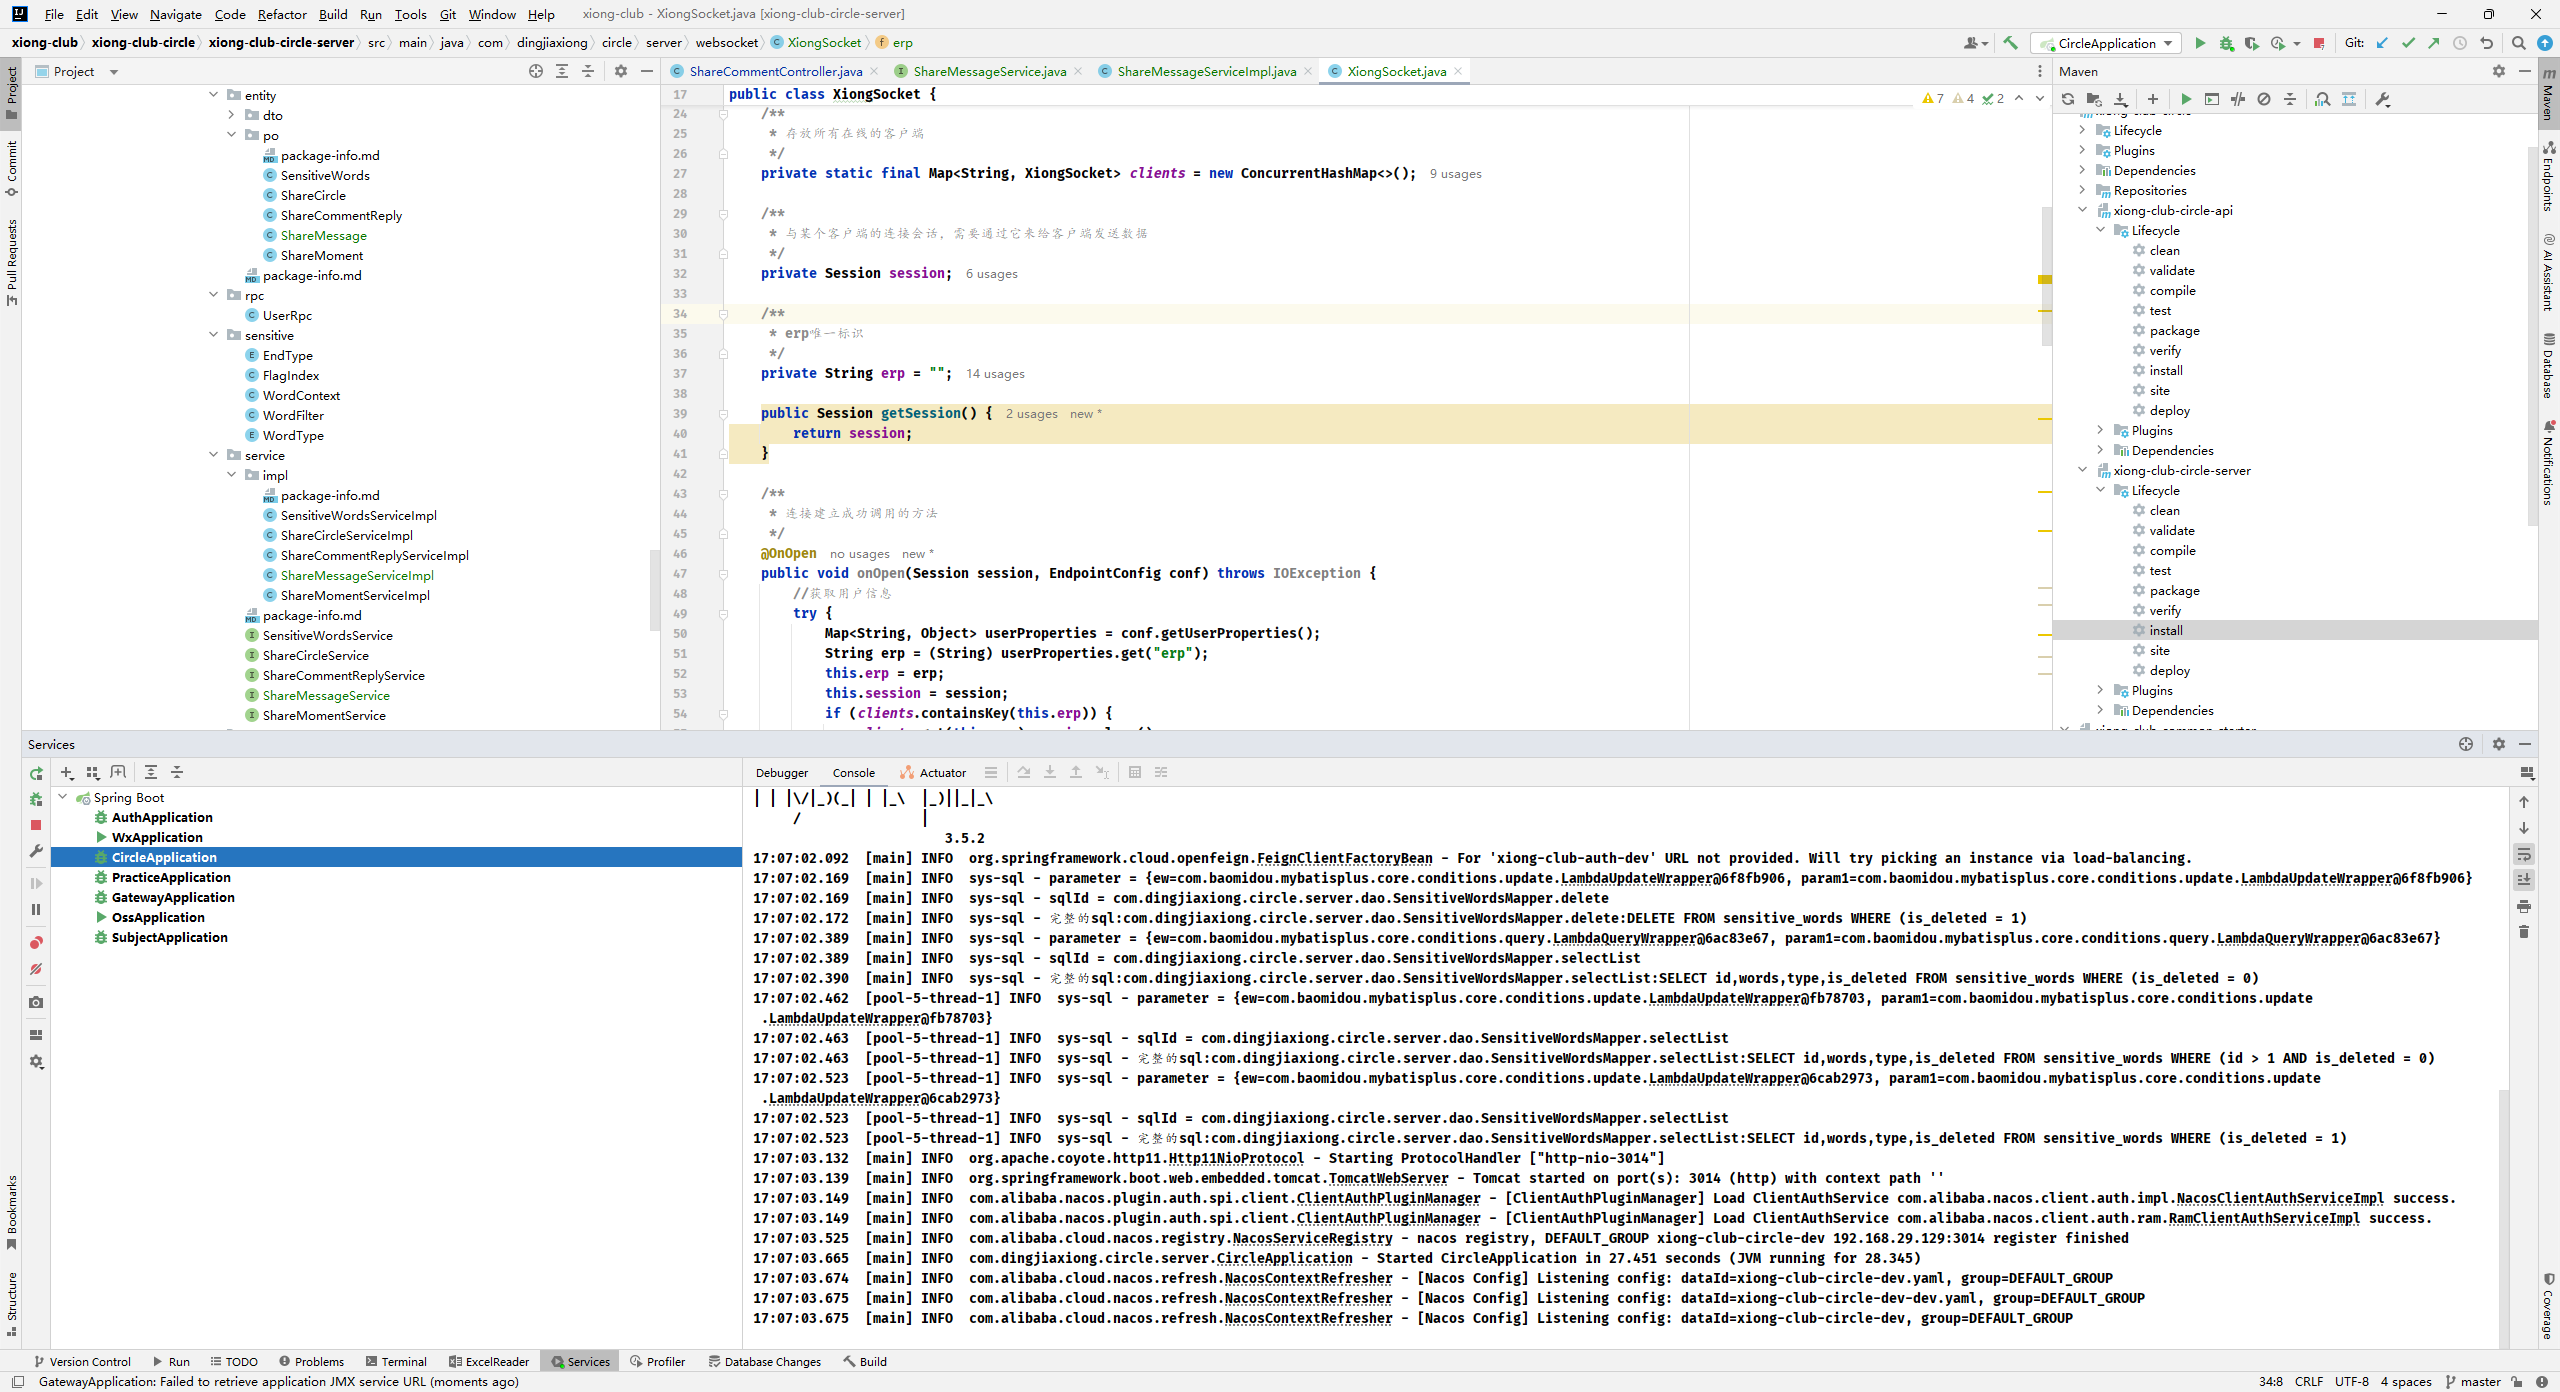 File Edit View Navigate Code Refactor Build Run Tools Git Window Help xiong-club - XiongSocket.java [xiong-club-circle-server]
xiong-club xiong-club-circle xiong-club-circle-server src main java com dingjiaxiong circle server websocket XiongSocket erp CircleApplication Git:
Project
ShareCommentController.java ShareMessageService.java ShareMessageServiceImpl.java XiongSocket.java
Maven
Project
Commit
Pull Requests
Bookmarks
Structure
entity
dto
po
package-info.md
SensitiveWords
ShareCircle
ShareCommentReply
ShareMessage
ShareMoment
package-info.md
rpc
UserRpc
sensitive
EndType
FlagIndex
WordContext
WordFilter
WordType
service
impl
package-info.md
SensitiveWordsServiceImpl
ShareCircleServiceImpl
ShareCommentReplyServiceImpl
ShareMessageServiceImpl
ShareMomentServiceImpl
package-info.md
SensitiveWordsService
ShareCircleService
ShareCommentReplyService
ShareMessageService
ShareMomentService
17 public class XiongSocket { 7 4 2
24 /**
25 * 存放所有在线的客户端
26 */
27 private static final Map<String, XiongSocket> clients = new ConcurrentHashMap<>(); 9 usages
28
29 /**
30 * 与某个客户端的连接会话，需要通过它来给客户端发送数据
31 */
32 private Session session; 6 usages
33
34 /**
35 * erp唯一标识
36 */
37 private String erp = ""; 14 usages
38
39 public Session getSession() { 2 usages new *
40 return session;
41 }
42
43 /**
44 * 连接建立成功调用的方法
45 */
46 @OnOpen no usages new *
47 public void onOpen(Session session, EndpointConfig conf) throws IOException {
48 //获取用户信息
49 try {
50 Map<String, Object> userProperties = conf.getUserProperties();
51 String erp = (String) userProperties.get("erp");
52 this.erp = erp;
53 this.session = session;
54 if (clients.containsKey(this.erp)) {
Lifecycle
Plugins
Dependencies
Repositories
xiong-club-circle-api
Lifecycle
clean
validate
compile
test
package
verify
install
site
deploy
Plugins
Dependencies
xiong-club-circle-server
Lifecycle
clean
validate
compile
test
package
verify
install
site
deploy
Plugins
Dependencies
Maven
Endpoints
AI Assistant
Database
Notifications
Coverage
Services
Spring Boot
AuthApplication
WxApplication
CircleApplication
PracticeApplication
GatewayApplication
OssApplication
SubjectApplication
Debugger Console Actuator
| | |\/|_)(_| | |_\  |_)||_|_\
     /               |
3.5.2
17:07:02.092 [main] INFO org.springframework.cloud.openfeign.FeignClientFactoryBean - For 'xiong-club-auth-dev' URL not provided. Will try picking an instance via load-balancing.
17:07:02.169 [main] INFO sys-sql - parameter = {ew=com.baomidou.mybatisplus.core.conditions.update.LambdaUpdateWrapper@6f8fb906, param1=com.baomidou.mybatisplus.core.conditions.update.LambdaUpdateWrapper@6f8fb906}
17:07:02.169 [main] INFO sys-sql - sqlId = com.dingjiaxiong.circle.server.dao.SensitiveWordsMapper.delete
17:07:02.172 [main] INFO sys-sql - 完整的sql:com.dingjiaxiong.circle.server.dao.SensitiveWordsMapper.delete:DELETE FROM sensitive_words WHERE (is_deleted = 1)
17:07:02.389 [main] INFO sys-sql - parameter = {ew=com.baomidou.mybatisplus.core.conditions.query.LambdaQueryWrapper@6ac83e67, param1=com.baomidou.mybatisplus.core.conditions.query.LambdaQueryWrapper@6ac83e67}
17:07:02.389 [main] INFO sys-sql - sqlId = com.dingjiaxiong.circle.server.dao.SensitiveWordsMapper.selectList
17:07:02.390 [main] INFO sys-sql - 完整的sql:com.dingjiaxiong.circle.server.dao.SensitiveWordsMapper.selectList:SELECT id,words,type,is_deleted FROM sensitive_words WHERE (is_deleted = 0)
17:07:02.462 [pool-5-thread-1] INFO sys-sql - parameter = {ew=com.baomidou.mybatisplus.core.conditions.update.LambdaUpdateWrapper@fb78703, param1=com.baomidou.mybatisplus.core.conditions.update
.LambdaUpdateWrapper@fb78703}
17:07:02.463 [pool-5-thread-1] INFO sys-sql - sqlId = com.dingjiaxiong.circle.server.dao.SensitiveWordsMapper.selectList
17:07:02.463 [pool-5-thread-1] INFO sys-sql - 完整的sql:com.dingjiaxiong.circle.server.dao.SensitiveWordsMapper.selectList:SELECT id,words,type,is_deleted FROM sensitive_words WHERE (id > 1 AND is_deleted = 0)
17:07:02.523 [pool-5-thread-1] INFO sys-sql - parameter = {ew=com.baomidou.mybatisplus.core.conditions.update.LambdaUpdateWrapper@6cab2973, param1=com.baomidou.mybatisplus.core.conditions.update
.LambdaUpdateWrapper@6cab2973}
17:07:02.523 [pool-5-thread-1] INFO sys-sql - sqlId = com.dingjiaxiong.circle.server.dao.SensitiveWordsMapper.selectList
17:07:02.523 [pool-5-thread-1] INFO sys-sql - 完整的sql:com.dingjiaxiong.circle.server.dao.SensitiveWordsMapper.selectList:SELECT id,words,type,is_deleted FROM sensitive_words WHERE (is_deleted = 1)
17:07:03.132 [main] INFO org.apache.coyote.http11.Http11NioProtocol - Starting ProtocolHandler ["http-nio-3014"]
17:07:03.139 [main] INFO org.springframework.boot.web.embedded.tomcat.TomcatWebServer - Tomcat started on port(s): 3014 (http) with context path ''
17:07:03.149 [main] INFO com.alibaba.nacos.plugin.auth.spi.client.ClientAuthPluginManager - [ClientAuthPluginManager] Load ClientAuthService com.alibaba.nacos.client.auth.impl.NacosClientAuthServiceImpl success.
17:07:03.149 [main] INFO com.alibaba.nacos.plugin.auth.spi.client.ClientAuthPluginManager - [ClientAuthPluginManager] Load ClientAuthService com.alibaba.nacos.client.auth.ram.RamClientAuthServiceImpl success.
17:07:03.525 [main] INFO com.alibaba.cloud.nacos.registry.NacosServiceRegistry - nacos registry, DEFAULT_GROUP xiong-club-circle-dev 192.168.29.129:3014 register finished
17:07:03.665 [main] INFO com.dingjiaxiong.circle.server.CircleApplication - Started CircleApplication in 27.451 seconds (JVM running for 28.345)
17:07:03.674 [main] INFO com.alibaba.cloud.nacos.refresh.NacosContextRefresher - [Nacos Config] Listening config: dataId=xiong-club-circle-dev.yaml, group=DEFAULT_GROUP
17:07:03.675 [main] INFO com.alibaba.cloud.nacos.refresh.NacosContextRefresher - [Nacos Config] Listening config: dataId=xiong-club-circle-dev-dev.yaml, group=DEFAULT_GROUP
17:07:03.675 [main] INFO com.alibaba.cloud.nacos.refresh.NacosContextRefresher - [Nacos Config] Listening config: dataId=xiong-club-circle-dev, group=DEFAULT_GROUP
Version Control Run TODO Problems Terminal ExcelReader Services Profiler Database Changes Build
GatewayApplication: Failed to retrieve application JMX service URL (moments ago) 34:8 CRLF UTF-8 4 spaces master